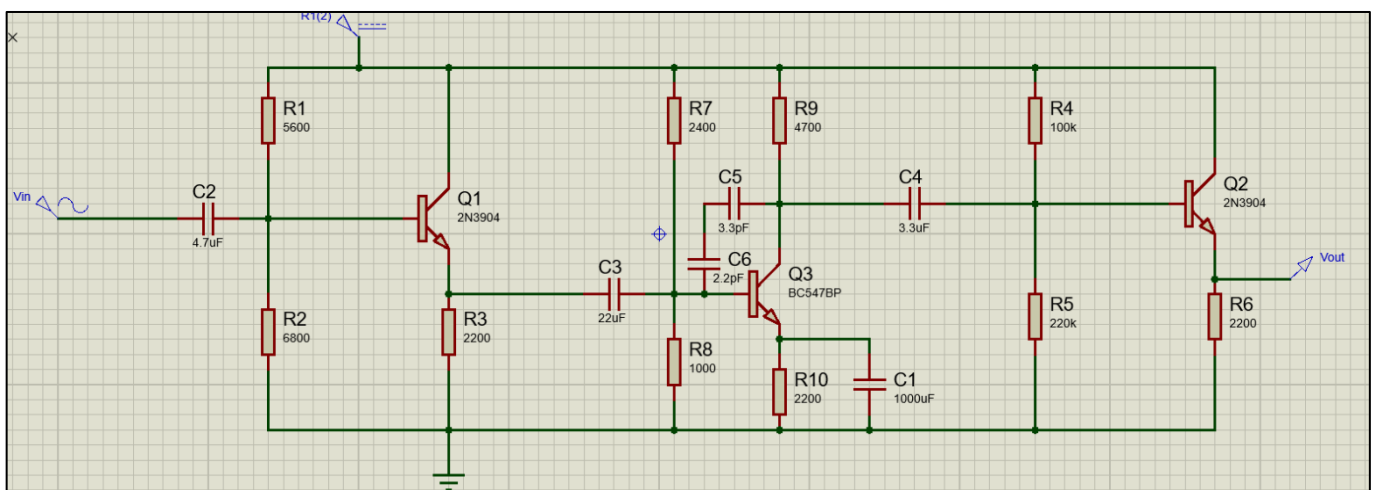 R1(2)
R1
5600
R7
2400
R9
4700
R4
100k
Vin
C2
4.7uF
Q1
2N3904
C5
3.3pF
C4
3.3uF
Q2
2N3904
C3
22uF
C6
2.2pF
Q3
BC547BP
Vout
R2
6800
R3
2200
R8
1000
R10
2200
C1
1000uF
R5
220k
R6
2200